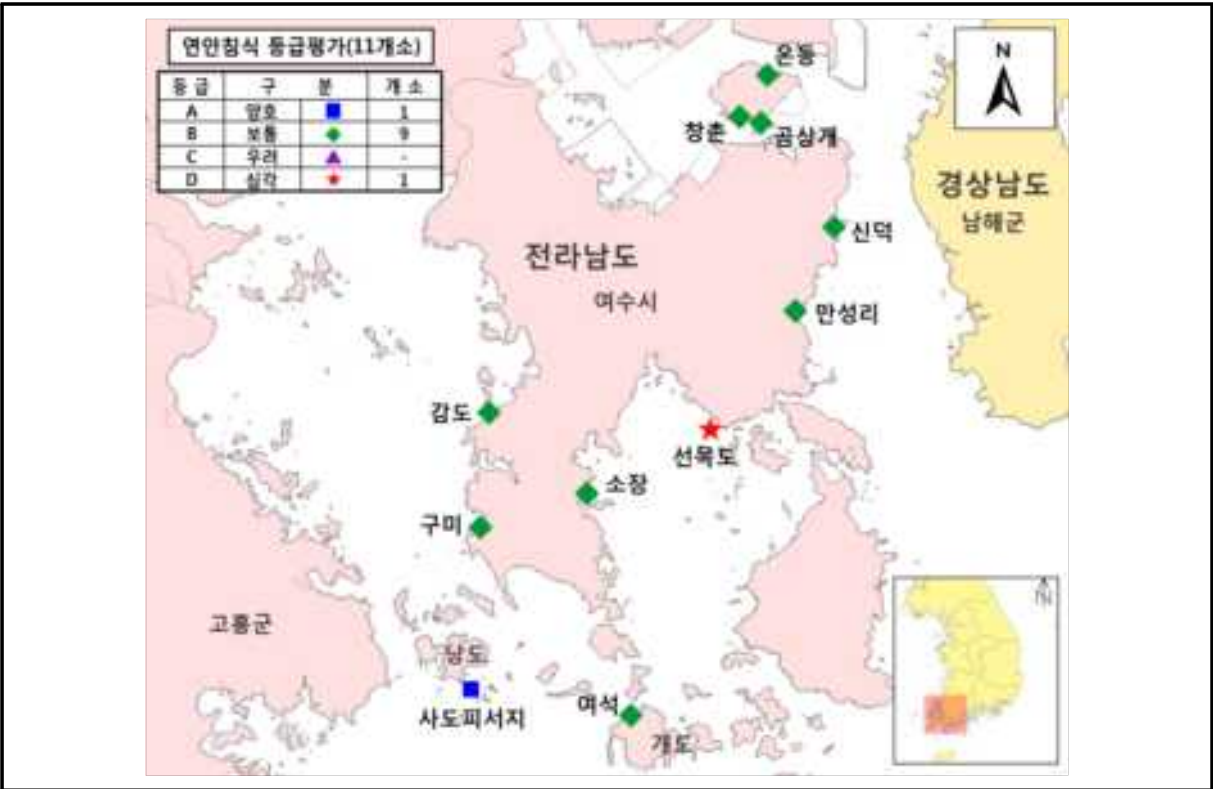 연안침식 등급평가(11개소)
등 급 구 분 개 소
A 양호 1
B 보통 9
C 우려 -
D 심각 1
온동
N
창촌
곰상개
경상남도
남해군
신덕
전라남도
여수시
만성리
감도
선목도
소장
구미
고흥군
낭도
사도피서지
여석
개도